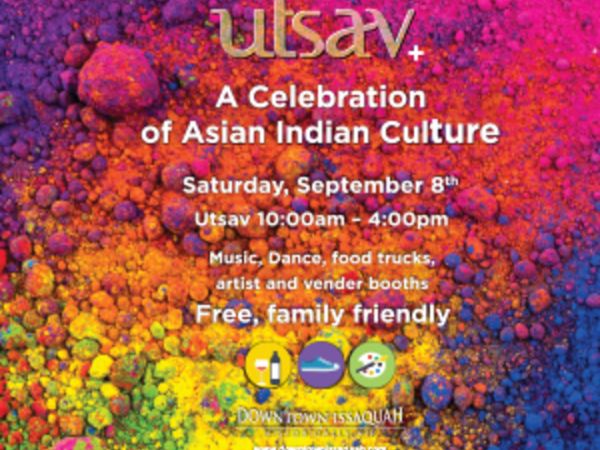 utsav+
A Celebration
of Asian Indian Culture
Saturday, September 8th
Utsav 10:00am – 4:00pm
Music, Dance, food trucks,
artist and vender booths
Free, family friendly
DOWNTOWN ISSAQUAH